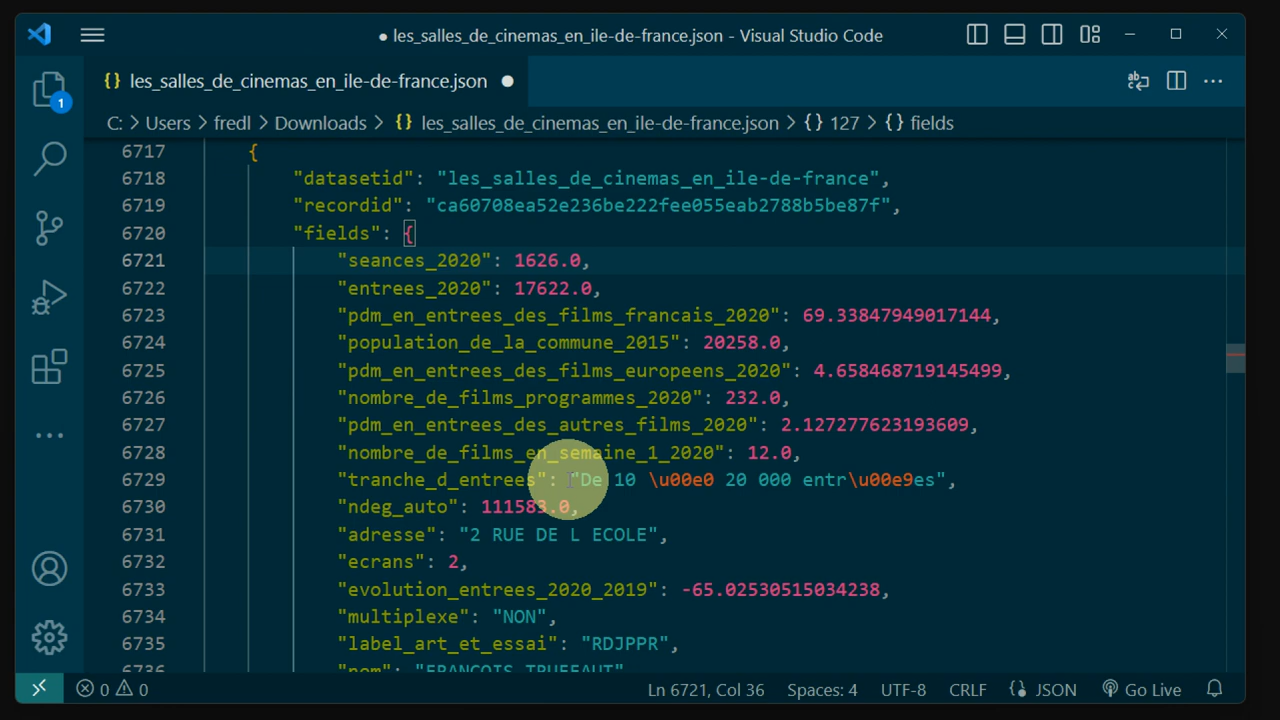 ● les_salles_de_cinemas_en_ile-de-france.json - Visual Studio Code
{} les_salles_de_cinemas_en_ile-de-france.json ●
1
C: > Users > fredl > Downloads > {} les_salles_de_cinemas_en_ile-de-france.json > {} 127 > {} fields
6717 {
6718 "datasetid": "les_salles_de_cinemas_en_ile-de-france",
6719 "recordid": "ca60708ea52e236be222fee055eab2788b5be87f",
6720 "fields": {
6721 "seances_2020": 1626.0,
6722 "entrees_2020": 17622.0,
6723 "pdm_en_entrees_des_films_francais_2020": 69.33847949017144,
6724 "population_de_la_commune_2015": 20258.0,
6725 "pdm_en_entrees_des_films_europeens_2020": 4.658468719145499,
6726 "nombre_de_films_programmes_2020": 232.0,
6727 "pdm_en_entrees_des_autres_films_2020": 2.127277623193609,
6728 "nombre_de_films_en_semaine_1_2020": 12.0,
6729 "tranche_d_entrees": "De 10 \u00e0 20 000 entr\u00e9es",
6730 "ndeg_auto": 111583.0,
6731 "adresse": "2 RUE DE L ECOLE",
6732 "ecrans": 2,
6733 "evolution_entrees_2020_2019": -65.02530515034238,
6734 "multiplexe": "NON",
6735 "label_art_et_essai": "RDJPPR",
6736 "nom": "FRANCOIS TRUFFAUT"
0 0 Ln 6721, Col 36 Spaces: 4 UTF-8 CRLF {} JSON Go Live